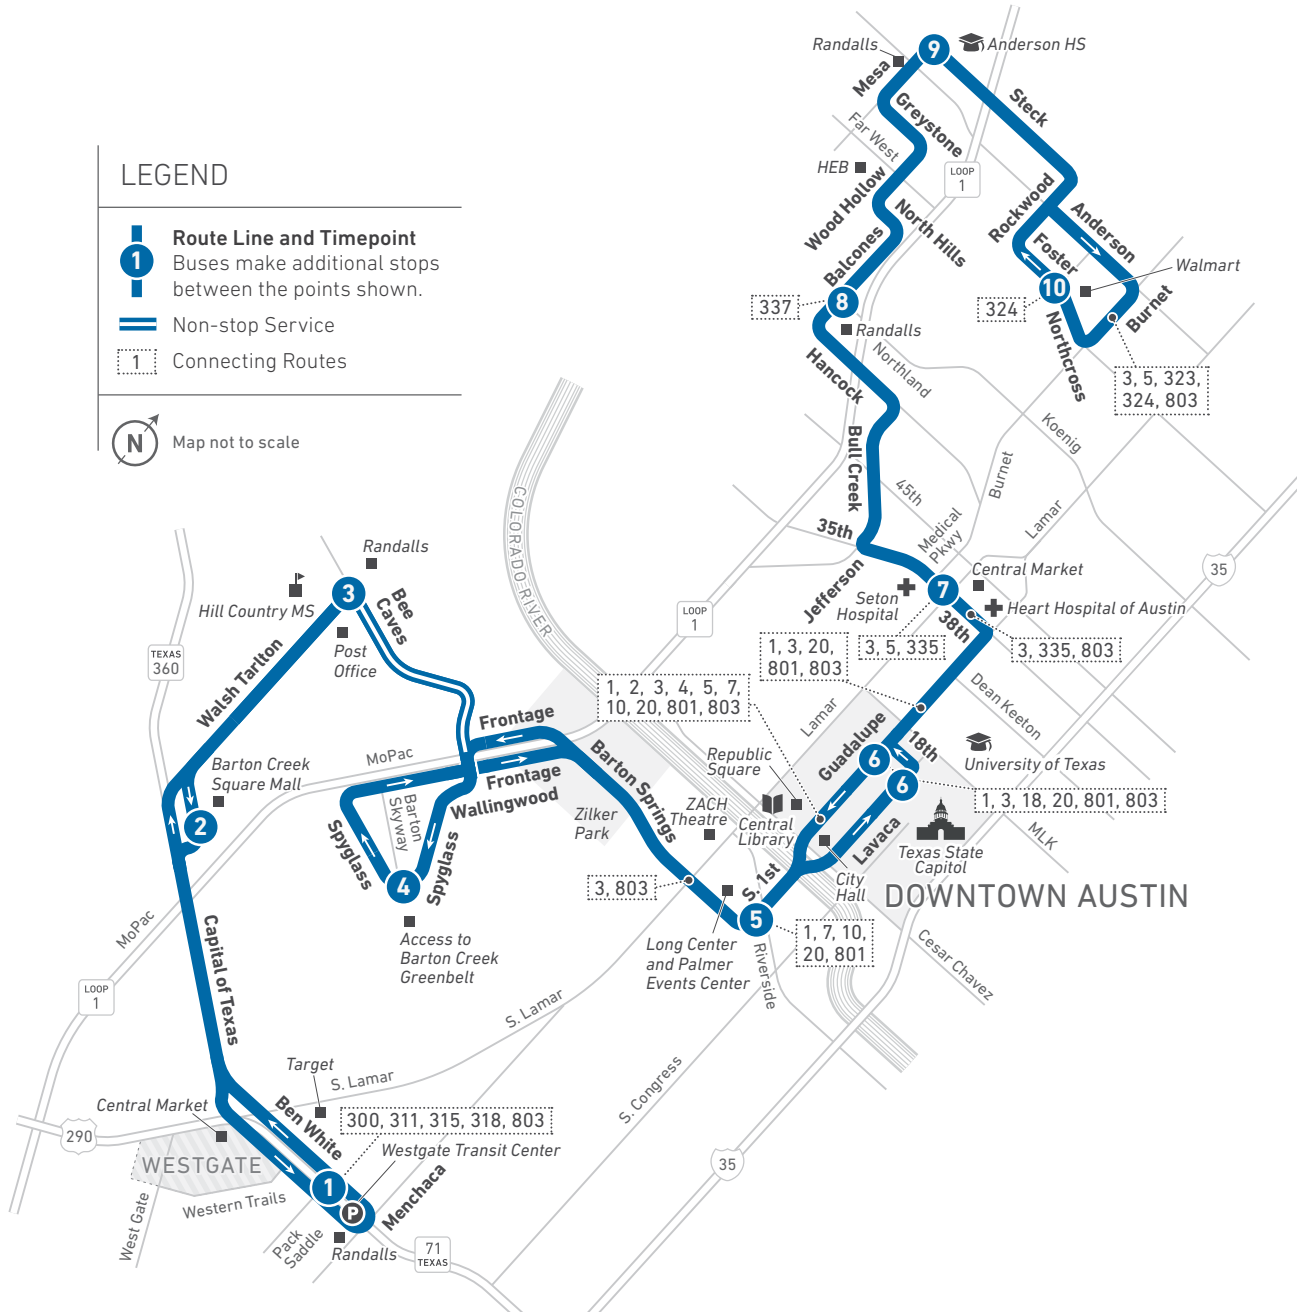 LEGEND
1
Route Line and Timepoint
Buses make additional stops
between the points shown.
Non-stop Service
1
Connecting Routes
N
Map not to scale
Randalls
9
Anderson HS
Mesa
Greystone
Steck
Far West
HEB
LOOP
1
Wood Hollow
North Hills
Balcones
Rockwood
Anderson
Foster
Walmart
337
8
Randalls
324
10
Northcross
Burnet
3, 5, 323,
324, 803
Hancock
Northland
Koenig
Bull Creek
45th
Burnet
Lamar
35th
Medical
Pkwy
Jefferson
Seton
Hospital
7
Central Market
Heart Hospital of Austin
38th
35
3, 5, 335
3, 335, 803
1, 3, 20,
801, 803
COLORADO RIVER
LOOP
1
Randalls
Hill Country MS
3
Bee
Caves
Post
Office
TEXAS
360
Walsh Tarlton
1, 2, 3, 4, 5, 7,
10, 20, 801, 803
Lamar
Dean Keeton
Guadalupe
18th
6
6
University of Texas
1, 3, 18, 20, 801, 803
Republic
Square
Frontage
Barton Springs
MoPac
Frontage
Wallingwood
Barton Creek
Square Mall
2
Barton
Skyway
Zilker
Park
ZACH
Theatre
Central
Library
Lavaca
Texas State
Capitol
MLK
Spyglass
4
Spyglass
City
Hall
S. 1st
3, 803
DOWNTOWN AUSTIN
5
1, 7, 10,
20, 801
Long Center
and Palmer
Events Center
Riverside
Cesar Chavez
Access to
Barton Creek
Greenbelt
MoPac
Capital of Texas
LOOP
1
S. Lamar
S. Lamar
S. Congress
Target
Central Market
Ben White
300, 311, 315, 318, 803
Westgate Transit Center
290
WESTGATE
1
P
Menchaca
35
West Gate
Western Trails
Pack
Saddle
Randalls
71
TEXAS